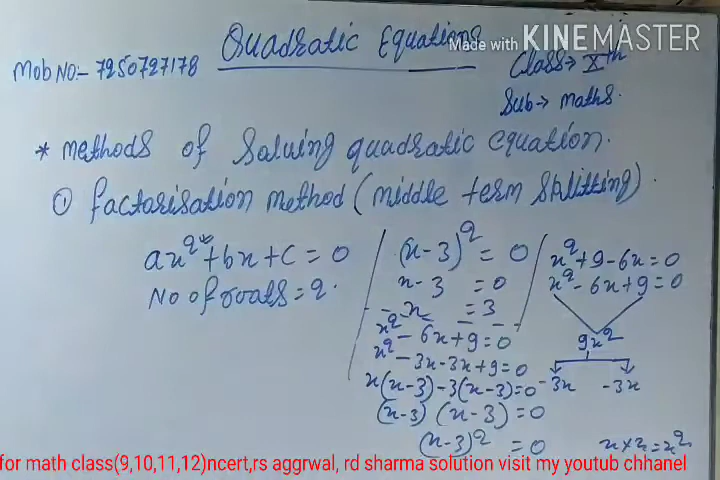 Quadratic Equations
Made with KINEMASTER
Mob No:- 7250727178
Class→ Xth
Sub→ maths.
* methods of Solving quadratic equation.
① factorisation method (middle term Splitting).
ax²+bx+c=0
No of roots = 2.
(x-3)² = 0
x-3 = 0
x = 3
x² - 6x+9=0
x² - 3x-3x+9=0
x(x-3)-3(x-3)=0
(x-3) (x-3) = 0
(x-3)² = 0
x²+9-6x=0
x²-6x+9=0
9x²
-3x -3x
x×x=x²
for math class(9,10,11,12)ncert,rs aggrwal, rd sharma solution visit my youtub chhanel